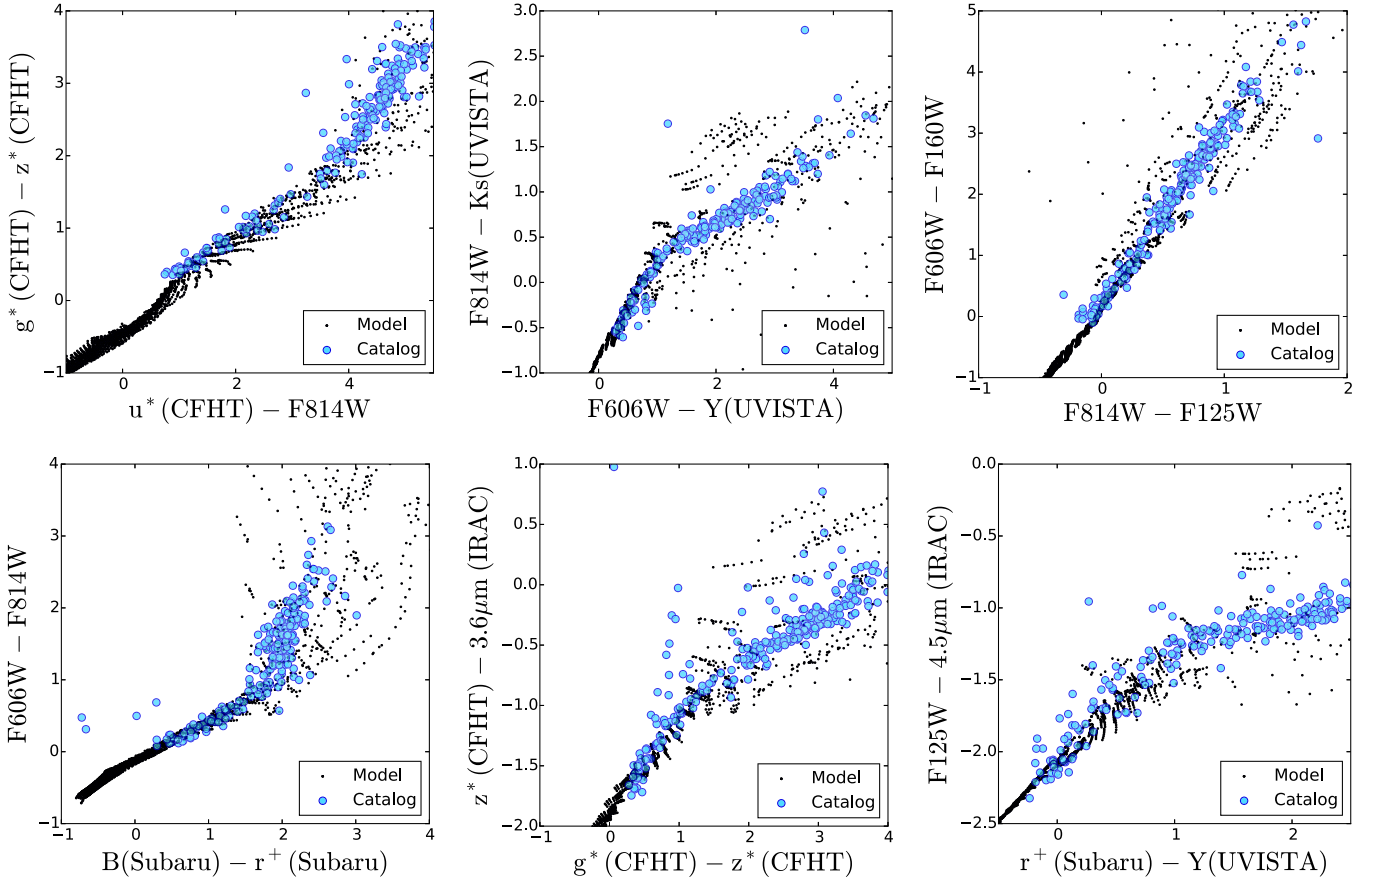 g* (CFHT) − z* (CFHT)
4
3
2
1
0
−1
0
2
4
Model
Catalog
u* (CFHT) − F814W
F814W − Ks(UVISTA)
3.0
2.5
2.0
1.5
1.0
0.5
0.0
−0.5
−1.0
0
2
4
Model
Catalog
F606W − Y(UVISTA)
F606W − F160W
5
4
3
2
1
0
−1
−1
0
1
2
Model
Catalog
F814W − F125W
F606W − F814W
4
3
2
1
0
−1
−1
0
1
2
3
4
Model
Catalog
B(Subaru) − r+ (Subaru)
z* (CFHT) − 3.6μm (IRAC)
1.0
0.5
0.0
−0.5
−1.0
−1.5
−2.0
−1
0
1
2
3
4
Model
Catalog
g* (CFHT) − z* (CFHT)
F125W − 4.5μm (IRAC)
0.0
−0.5
−1.0
−1.5
−2.0
−2.5
0
1
2
Model
Catalog
r+ (Subaru) − Y(UVISTA)